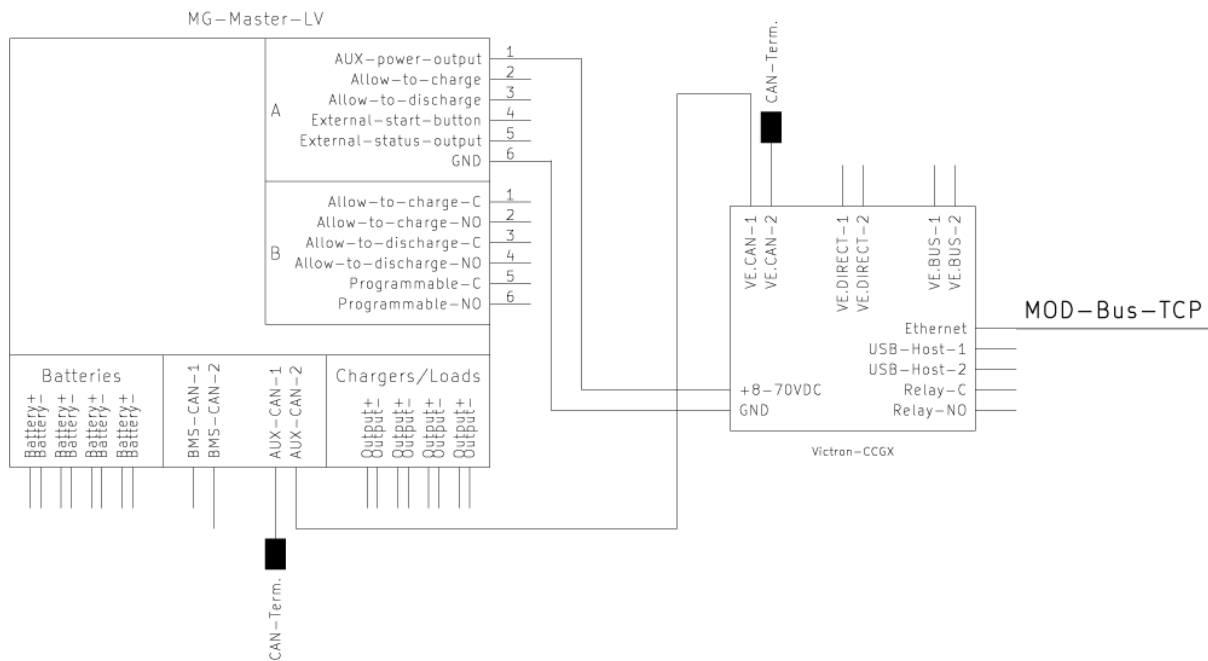 MG-Master-LV
A
AUX-power-output 1
Allow-to-charge 2
Allow-to-discharge 3
External-start-button 4
External-status-output 5
GND 6
B
Allow-to-charge-C 1
Allow-to-charge-NO 2
Allow-to-discharge-C 3
Allow-to-discharge-NO 4
Programmable-C 5
Programmable-NO 6
Batteries
Battery+
Battery-
Battery+
Battery-
Battery+
Battery-
Battery+
Battery-
BMS-CAN-1
BMS-CAN-2
AUX-CAN-1
AUX-CAN-2
Chargers/Loads
Output+
Output-
Output+
Output-
Output+
Output-
Output+
Output-
CAN-Term.
CAN-Term.
VE.CAN-1
VE.CAN-2
VE.DIRECT-1
VE.DIRECT-2
VE.BUS-1
VE.BUS-2
Ethernet
MOD-Bus-TCP
USB-Host-1
USB-Host-2
+8-70VDC
Relay-C
GND
Relay-NO
Victron-CCGX